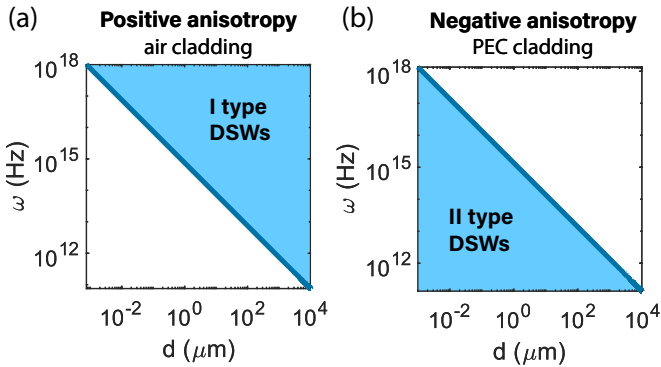 (a)
Positive anisotropy
air cladding
10^18
10^15
10^12
ω (Hz)
I type
DSWs
10^-2
10^0
10^2
10^4
d (μm)
(b)
Negative anisotropy
PEC cladding
10^18
10^15
10^12
ω (Hz)
II type
DSWs
10^-2
10^0
10^2
10^4
d (μm)